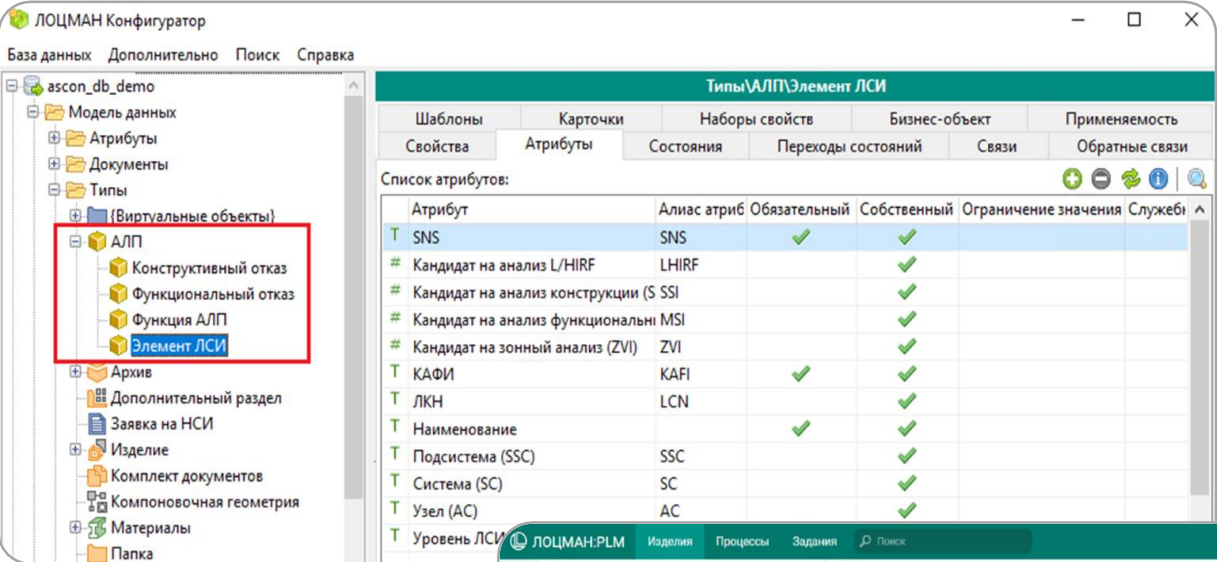 ЛОЦМАН Конфигуратор
База данных Дополнительно Поиск Справка
ascon_db_demo
Модель данных
Атрибуты
Документы
Типы
{Виртуальные объекты}
АЛП
Конструктивный отказ
Функциональный отказ
Функция АЛП
Элемент ЛСИ
Архив
Дополнительный раздел
Заявка на НСИ
Изделие
Комплект документов
Компоновочная геометрия
Материалы
Папка
Типы\АЛП\Элемент ЛСИ
Шаблоны Карточки Наборы свойств Бизнес-объект Применяемость
Свойства Атрибуты Состояния Переходы состояний Связи Обратные связи
Список атрибутов:
Атрибут Алиас атриб Обязательный Собственный Ограничение значения Служебн
T SNS SNS
# Кандидат на анализ L/HIRF LHIRF
# Кандидат на анализ конструкции (S SSI
# Кандидат на анализ функциональн MSI
# Кандидат на зонный анализ (ZVI) ZVI
T КАФИ KAFI
T ЛКН LCN
T Наименование
T Подсистема (SSC) SSC
T Система (SC) SC
T Узел (AC) AC
T Уровень ЛСИ
ЛОЦМАН:PLM Изделия Процессы Задания Поиск